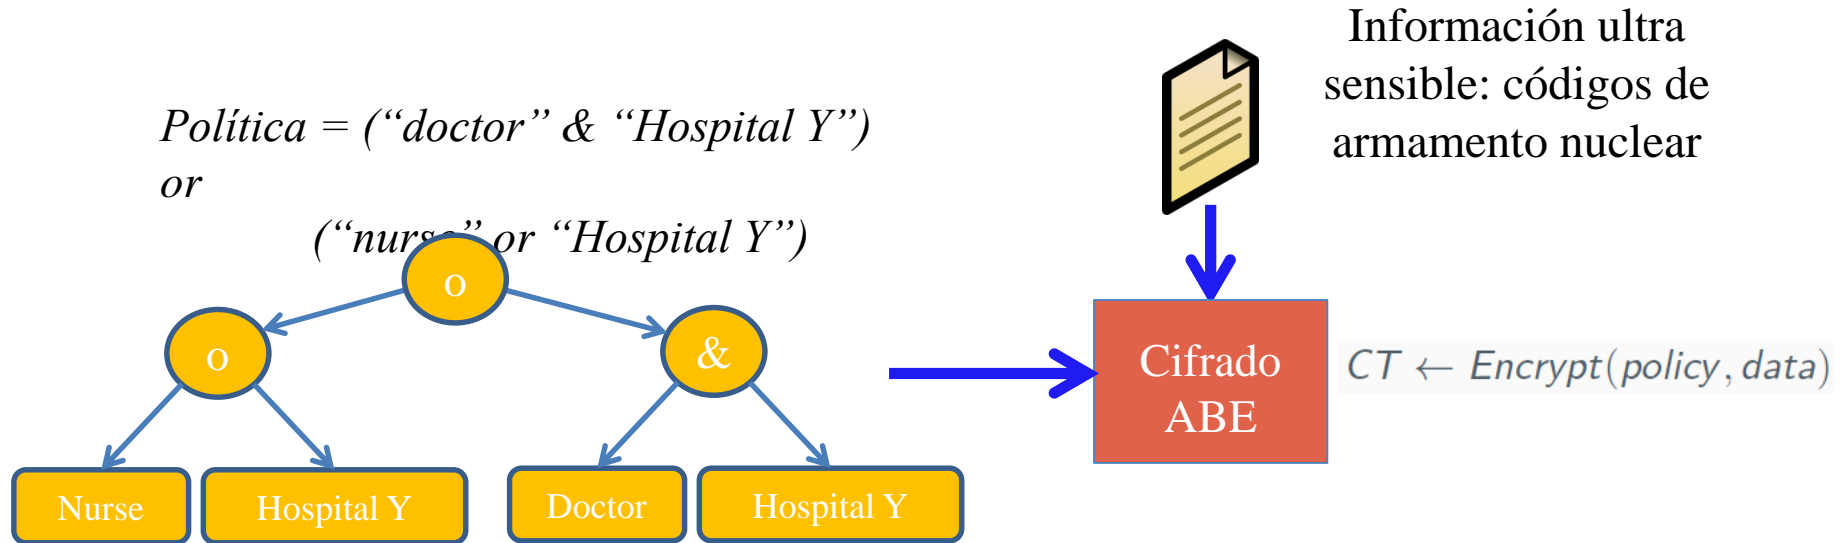 Información ultra
sensible: códigos de
armamento nuclear
Política = (“doctor” & “Hospital Y”)
or
(“nurse” or “Hospital Y”)
o
o
&
Nurse
Hospital Y
Doctor
Hospital Y
Cifrado
ABE
CT ← Encrypt(policy, data)